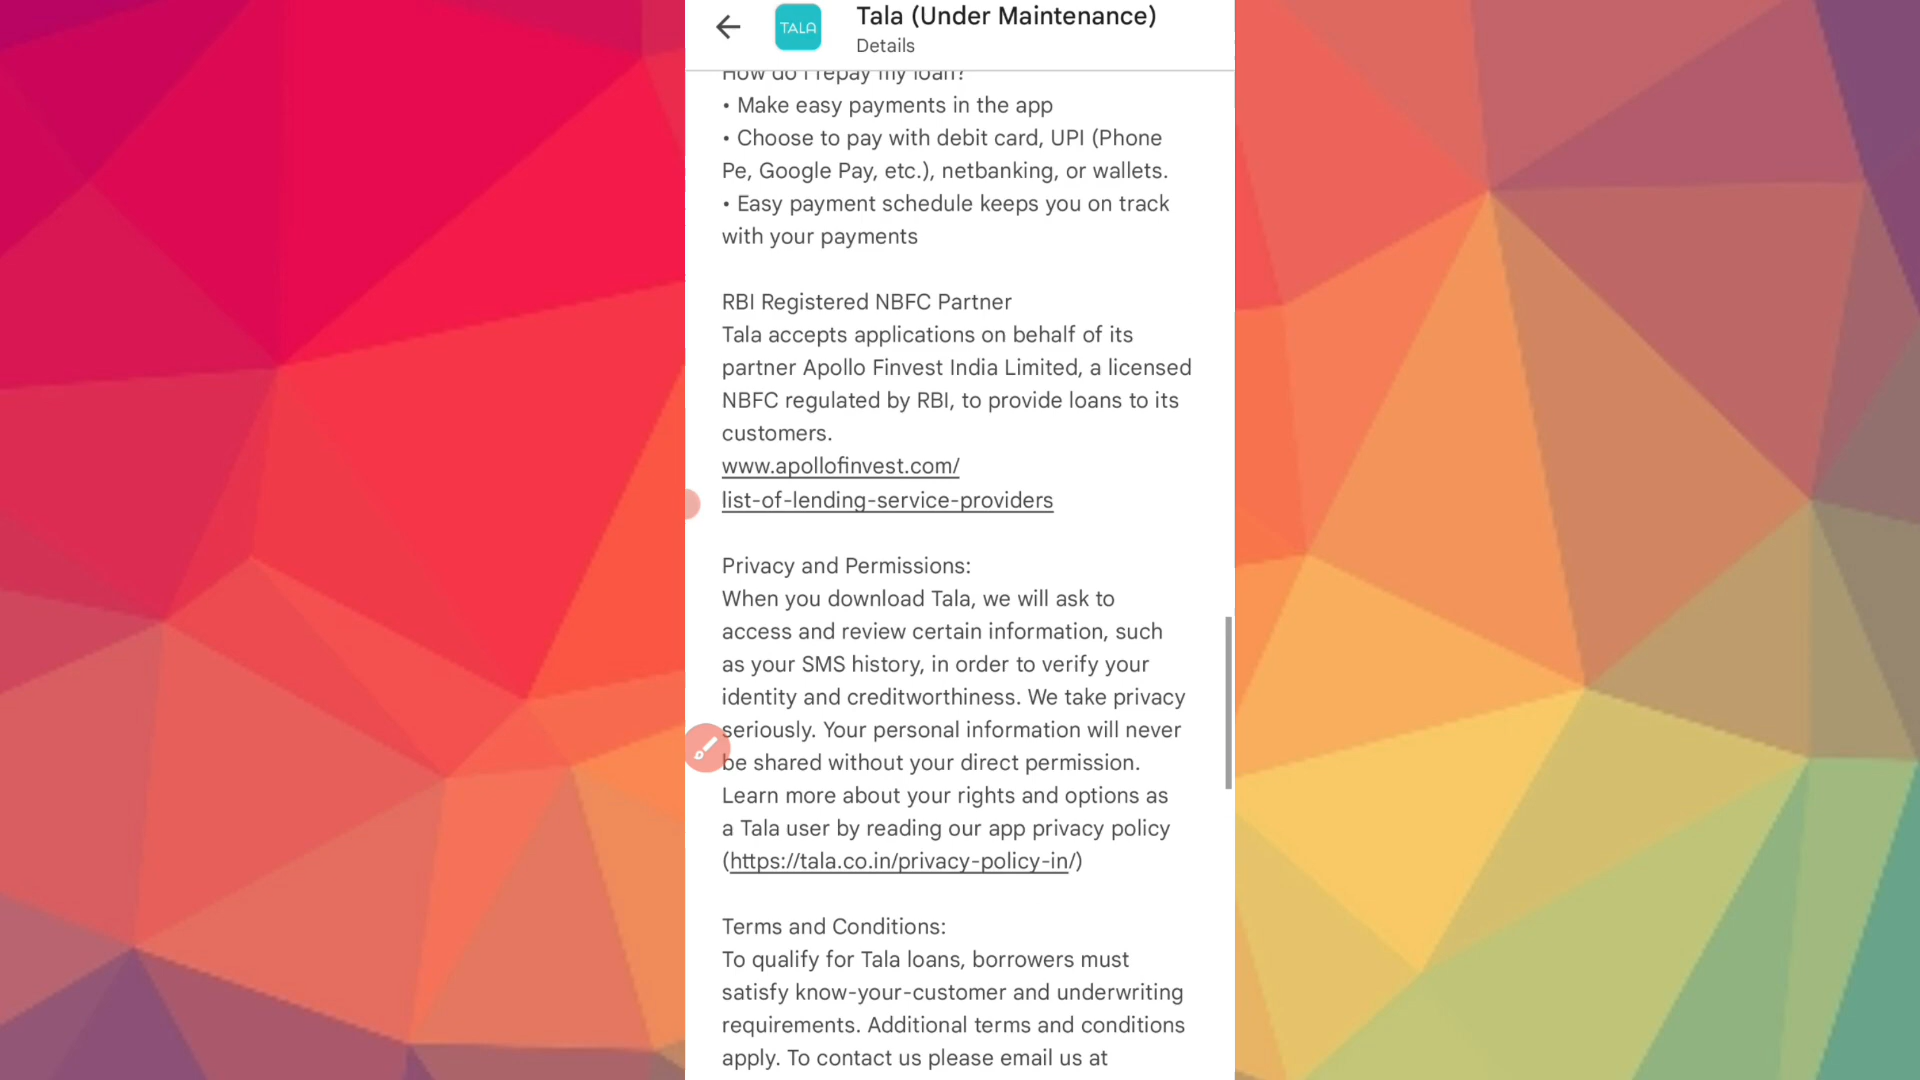 TALA
Tala (Under Maintenance)
Details
How do I repay my loan?
• Make easy payments in the app
• Choose to pay with debit card, UPI (Phone
Pe, Google Pay, etc.), netbanking, or wallets.
• Easy payment schedule keeps you on track
with your payments
RBI Registered NBFC Partner
Tala accepts applications on behalf of its
partner Apollo Finvest India Limited, a licensed
NBFC regulated by RBI, to provide loans to its
customers.
www.apollofinvest.com/
list-of-lending-service-providers
Privacy and Permissions:
When you download Tala, we will ask to
access and review certain information, such
as your SMS history, in order to verify your
identity and creditworthiness. We take privacy
seriously. Your personal information will never
be shared without your direct permission.
Learn more about your rights and options as
a Tala user by reading our app privacy policy
(https://tala.co.in/privacy-policy-in/)
Terms and Conditions:
To qualify for Tala loans, borrowers must
satisfy know-your-customer and underwriting
requirements. Additional terms and conditions
apply. To contact us please email us at